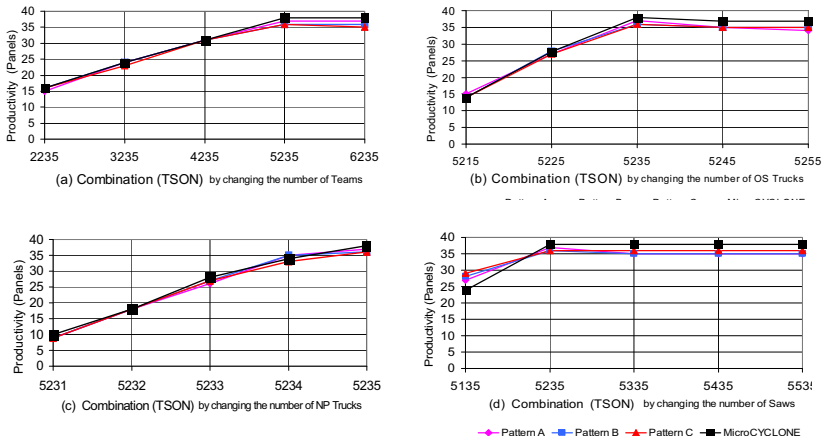 40
35
30
25
20
15
10
5
0
Productivity (Panels)
2235 3235 4235 5235 6235
(a) Combination (TSON) by changing the number of Teams
40
35
30
25
20
15
10
5
0
Productivity (Panels)
5215 5225 5235 5245 5255
(b) Combination (TSON) by changing the number of OS Trucks
40
35
30
25
20
15
10
5
0
Productivity (Panels)
5231 5232 5233 5234 5235
(c) Combination (TSON) by changing the number of NP Trucks
40
35
30
25
20
15
10
5
0
Productivity (Panels)
5135 5235 5335 5435 5535
(d) Combination (TSON) by changing the number of Saws
Pattern A Pattern B Pattern C MicroCYCLONE